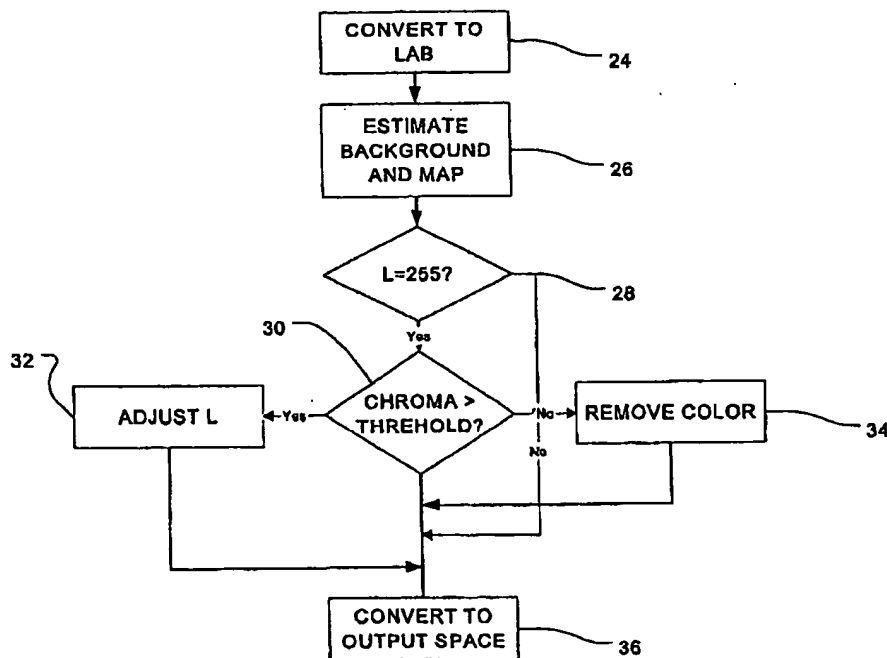 CONVERT TO
LAB
24
ESTIMATE
BACKGROUND
AND MAP
26
L=255?
28
Yes
30
32
CHROMA >
THREHOLD?
ADJUST L
Yes
No
REMOVE COLOR
34
No
CONVERT TO
OUTPUT SPACE
36